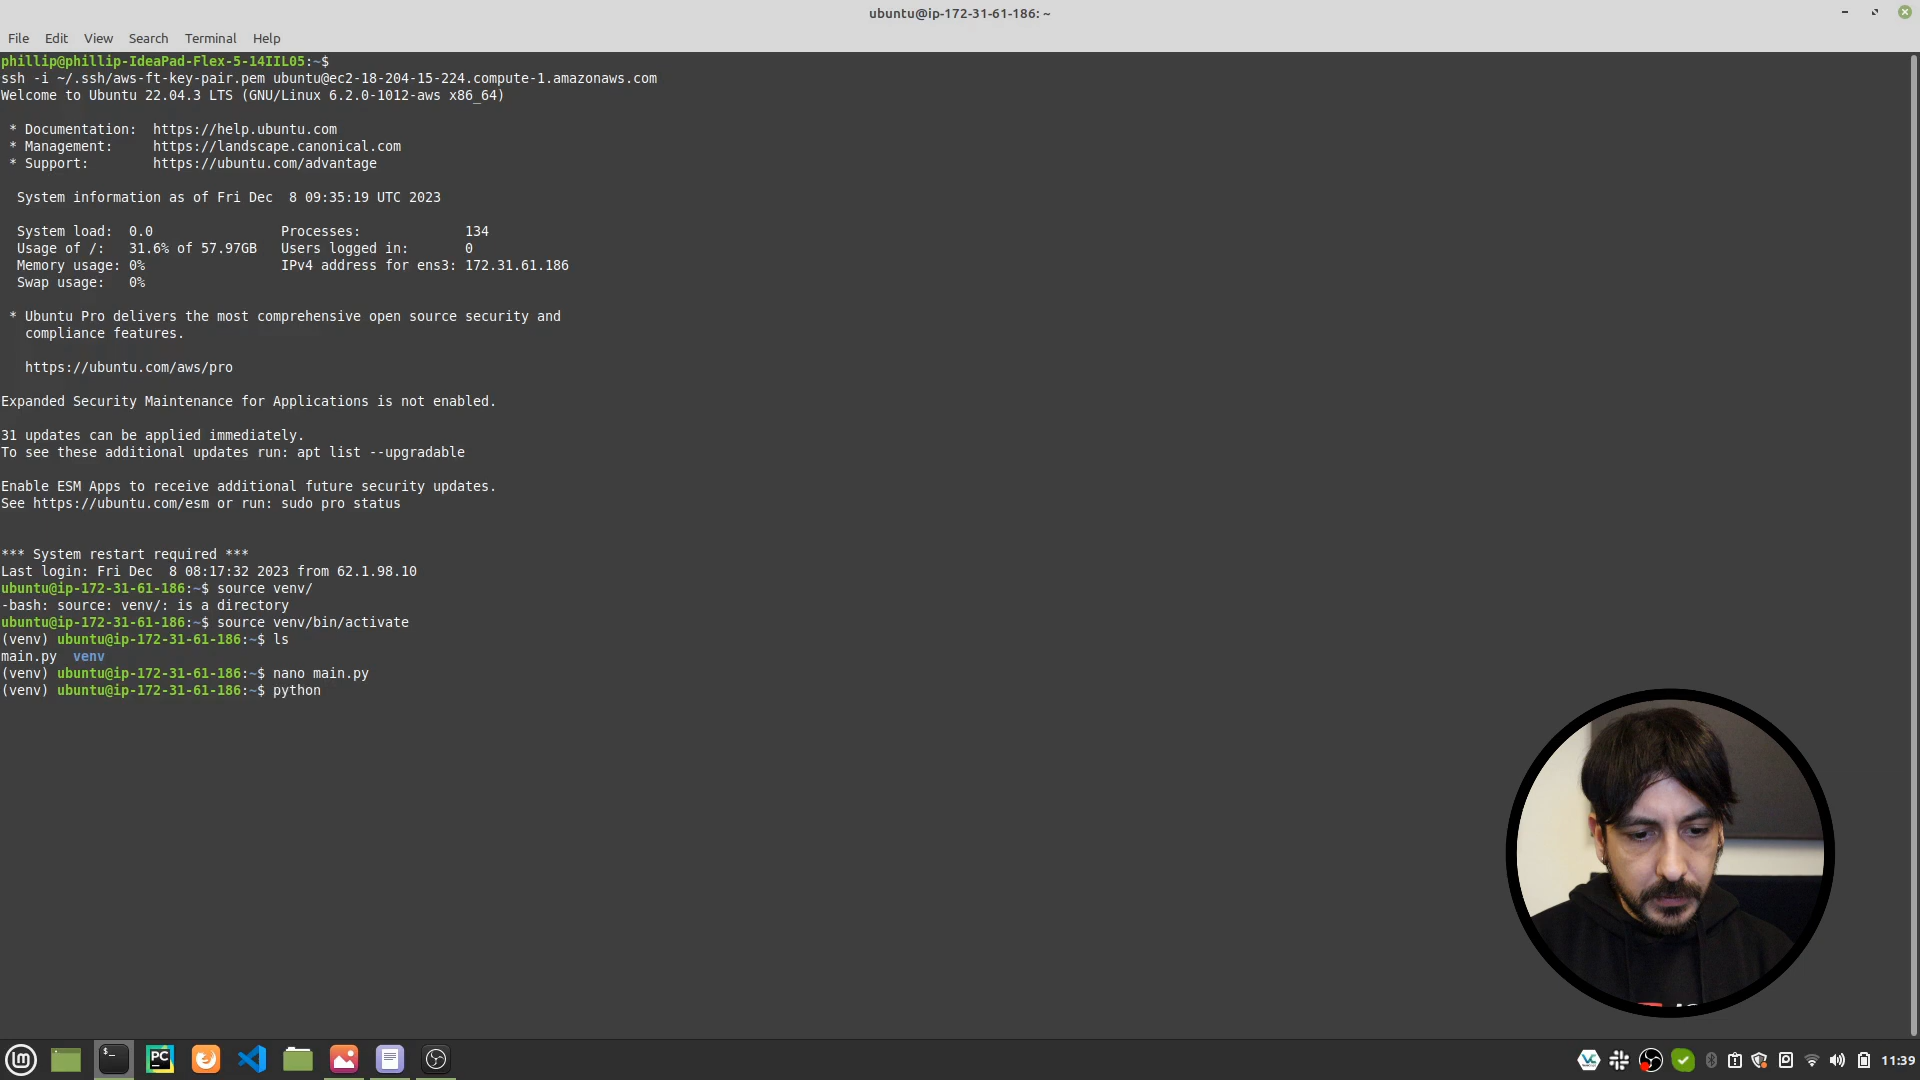 ubuntu@ip-172-31-61-186: ~
File Edit View Search Terminal Help
phillip@phillip-IdeaPad-Flex-5-14IIL05:~$
ssh -i ~/.ssh/aws-ft-key-pair.pem ubuntu@ec2-18-204-15-224.compute-1.amazonaws.com
Welcome to Ubuntu 22.04.3 LTS (GNU/Linux 6.2.0-1012-aws x86_64)
* Documentation:  https://help.ubuntu.com
* Management:     https://landscape.canonical.com
* Support:        https://ubuntu.com/advantage
System information as of Fri Dec  8 09:35:19 UTC 2023
System load:  0.0                Processes:             134
Usage of /:   31.6% of 57.97GB   Users logged in:       0
Memory usage: 0%                 IPv4 address for ens3: 172.31.61.186
Swap usage:   0%
* Ubuntu Pro delivers the most comprehensive open source security and
compliance features.
https://ubuntu.com/aws/pro
Expanded Security Maintenance for Applications is not enabled.
31 updates can be applied immediately.
To see these additional updates run: apt list --upgradable
Enable ESM Apps to receive additional future security updates.
See https://ubuntu.com/esm or run: sudo pro status
*** System restart required ***
Last login: Fri Dec  8 08:17:32 2023 from 62.1.98.10
ubuntu@ip-172-31-61-186:~$ source venv/
-bash: source: venv/: is a directory
ubuntu@ip-172-31-61-186:~$ source venv/bin/activate
(venv) ubuntu@ip-172-31-61-186:~$ ls
main.py  venv
(venv) ubuntu@ip-172-31-61-186:~$ nano main.py
(venv) ubuntu@ip-172-31-61-186:~$ python
PC
11:39